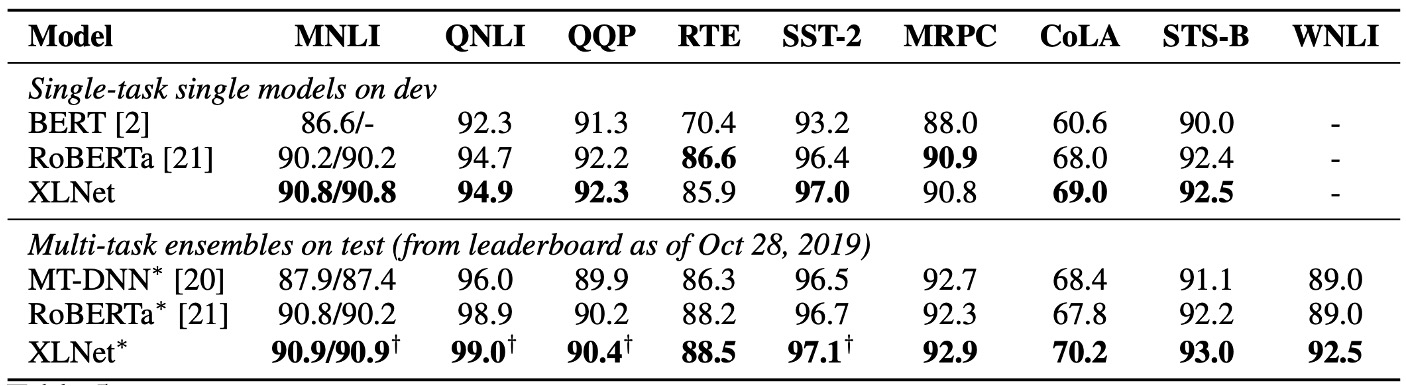 Model MNLI QNLI QQP RTE SST-2 MRPC CoLA STS-B WNLI
Single-task single models on dev
BERT [2] 86.6/- 92.3 91.3 70.4 93.2 88.0 60.6 90.0 -
RoBERTa [21] 90.2/90.2 94.7 92.2 86.6 96.4 90.9 68.0 92.4 -
XLNet 90.8/90.8 94.9 92.3 85.9 97.0 90.8 69.0 92.5 -
Multi-task ensembles on test (from leaderboard as of Oct 28, 2019)
MT-DNN* [20] 87.9/87.4 96.0 89.9 86.3 96.5 92.7 68.4 91.1 89.0
RoBERTa* [21] 90.8/90.2 98.9 90.2 88.2 96.7 92.3 67.8 92.2 89.0
XLNet* 90.9/90.9† 99.0† 90.4† 88.5 97.1† 92.9 70.2 93.0 92.5